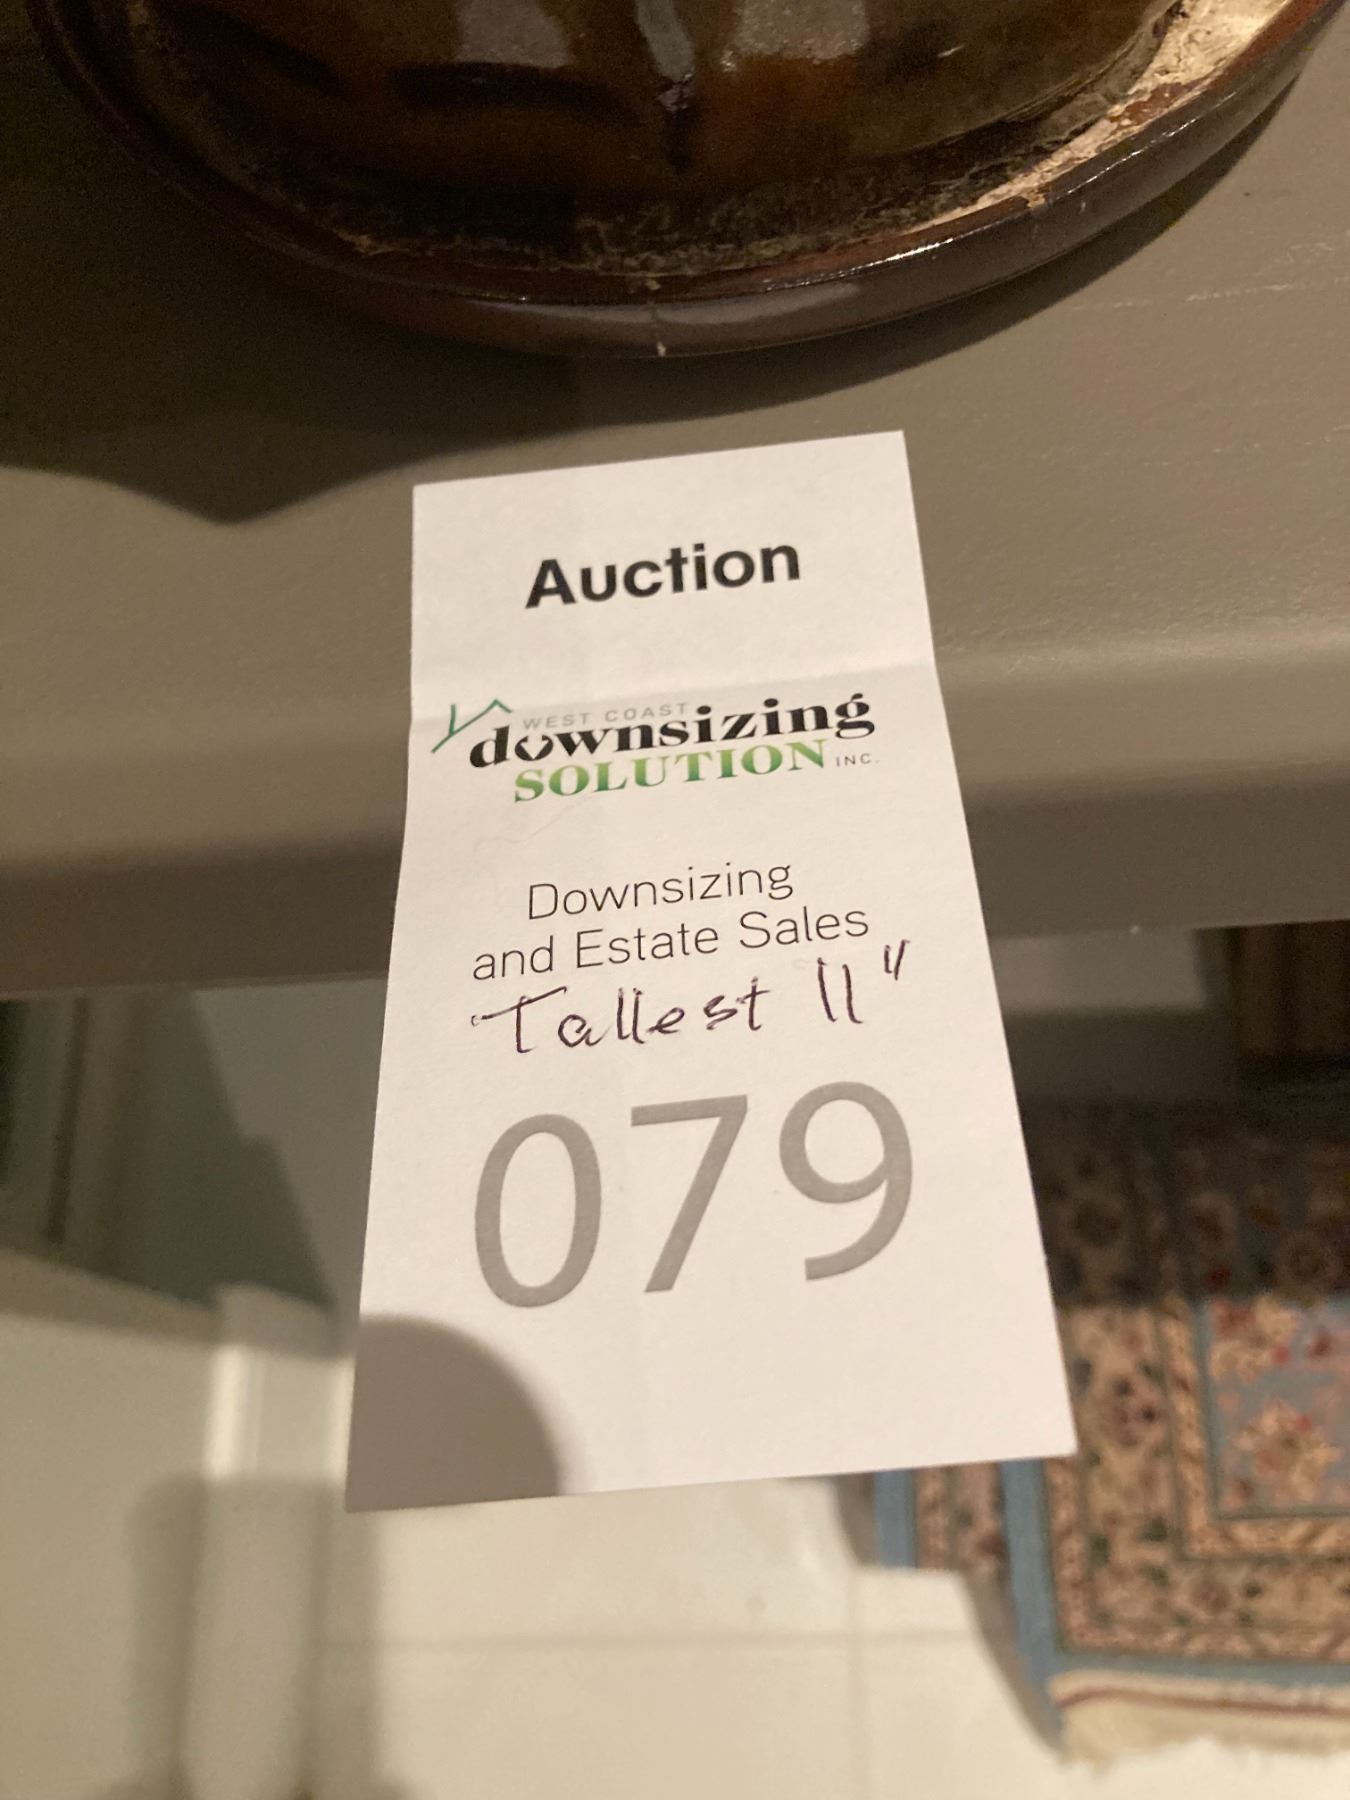 Auction
WEST COAST
downsizing
SOLUTION INC.
Downsizing
and Estate Sales
Tallest 11"
079